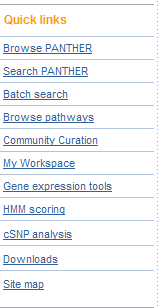 Quick links
Browse PANTHER
Search PANTHER
Batch search
Browse pathways
Community Curation
My Workspace
Gene expression tools
HMM scoring
cSNP analysis
Downloads
Site map